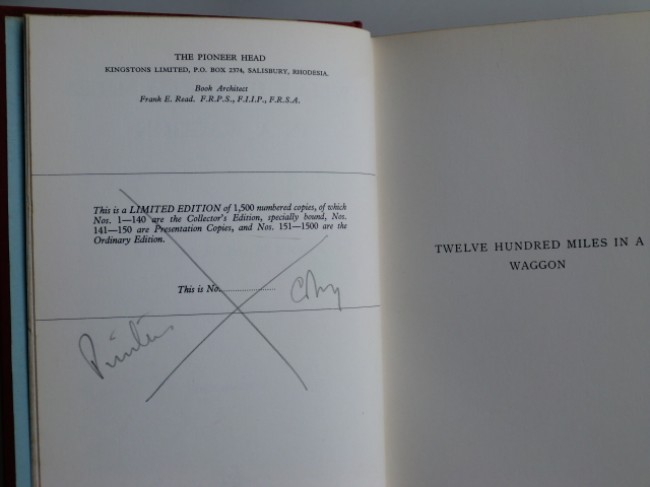 THE PIONEER HEAD
KINGSTONS LIMITED, P.O. BOX 2374, SALISBURY, RHODESIA.
Book Architect
Frank E. Read. F.R.P.S., F.I.I.P., F.R.S.A.
This is a LIMITED EDITION of 1,500 numbered copies, of which
Nos. 1—140 are the Collector's Edition, specially bound, Nos.
141—150 are Presentation Copies, and Nos. 151—1500 are the
Ordinary Edition.
This is No....................
Printers Copy
TWELVE HUNDRED MILES IN A
WAGGON